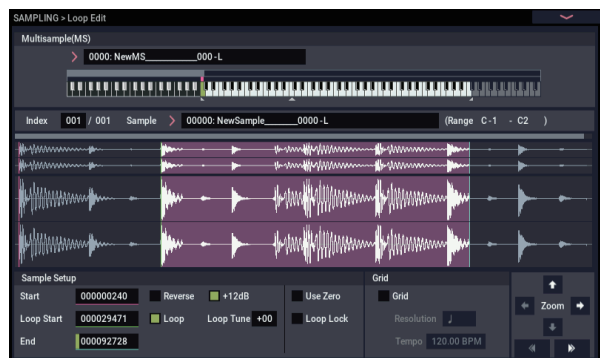 SAMPLING > Loop Edit
Multisample(MS)
0000: NewMS__________000-L
Index 001 / 001 Sample 00000: NewSample______0000-L (Range C-1 - C2 )
Sample Setup Grid
Start 000000240 Reverse +12dB Use Zero Grid
Loop Start 000029471 Loop Loop Tune +00 Loop Lock Resolution ♩
End 000092728 Tempo 120.00 BPM
Zoom